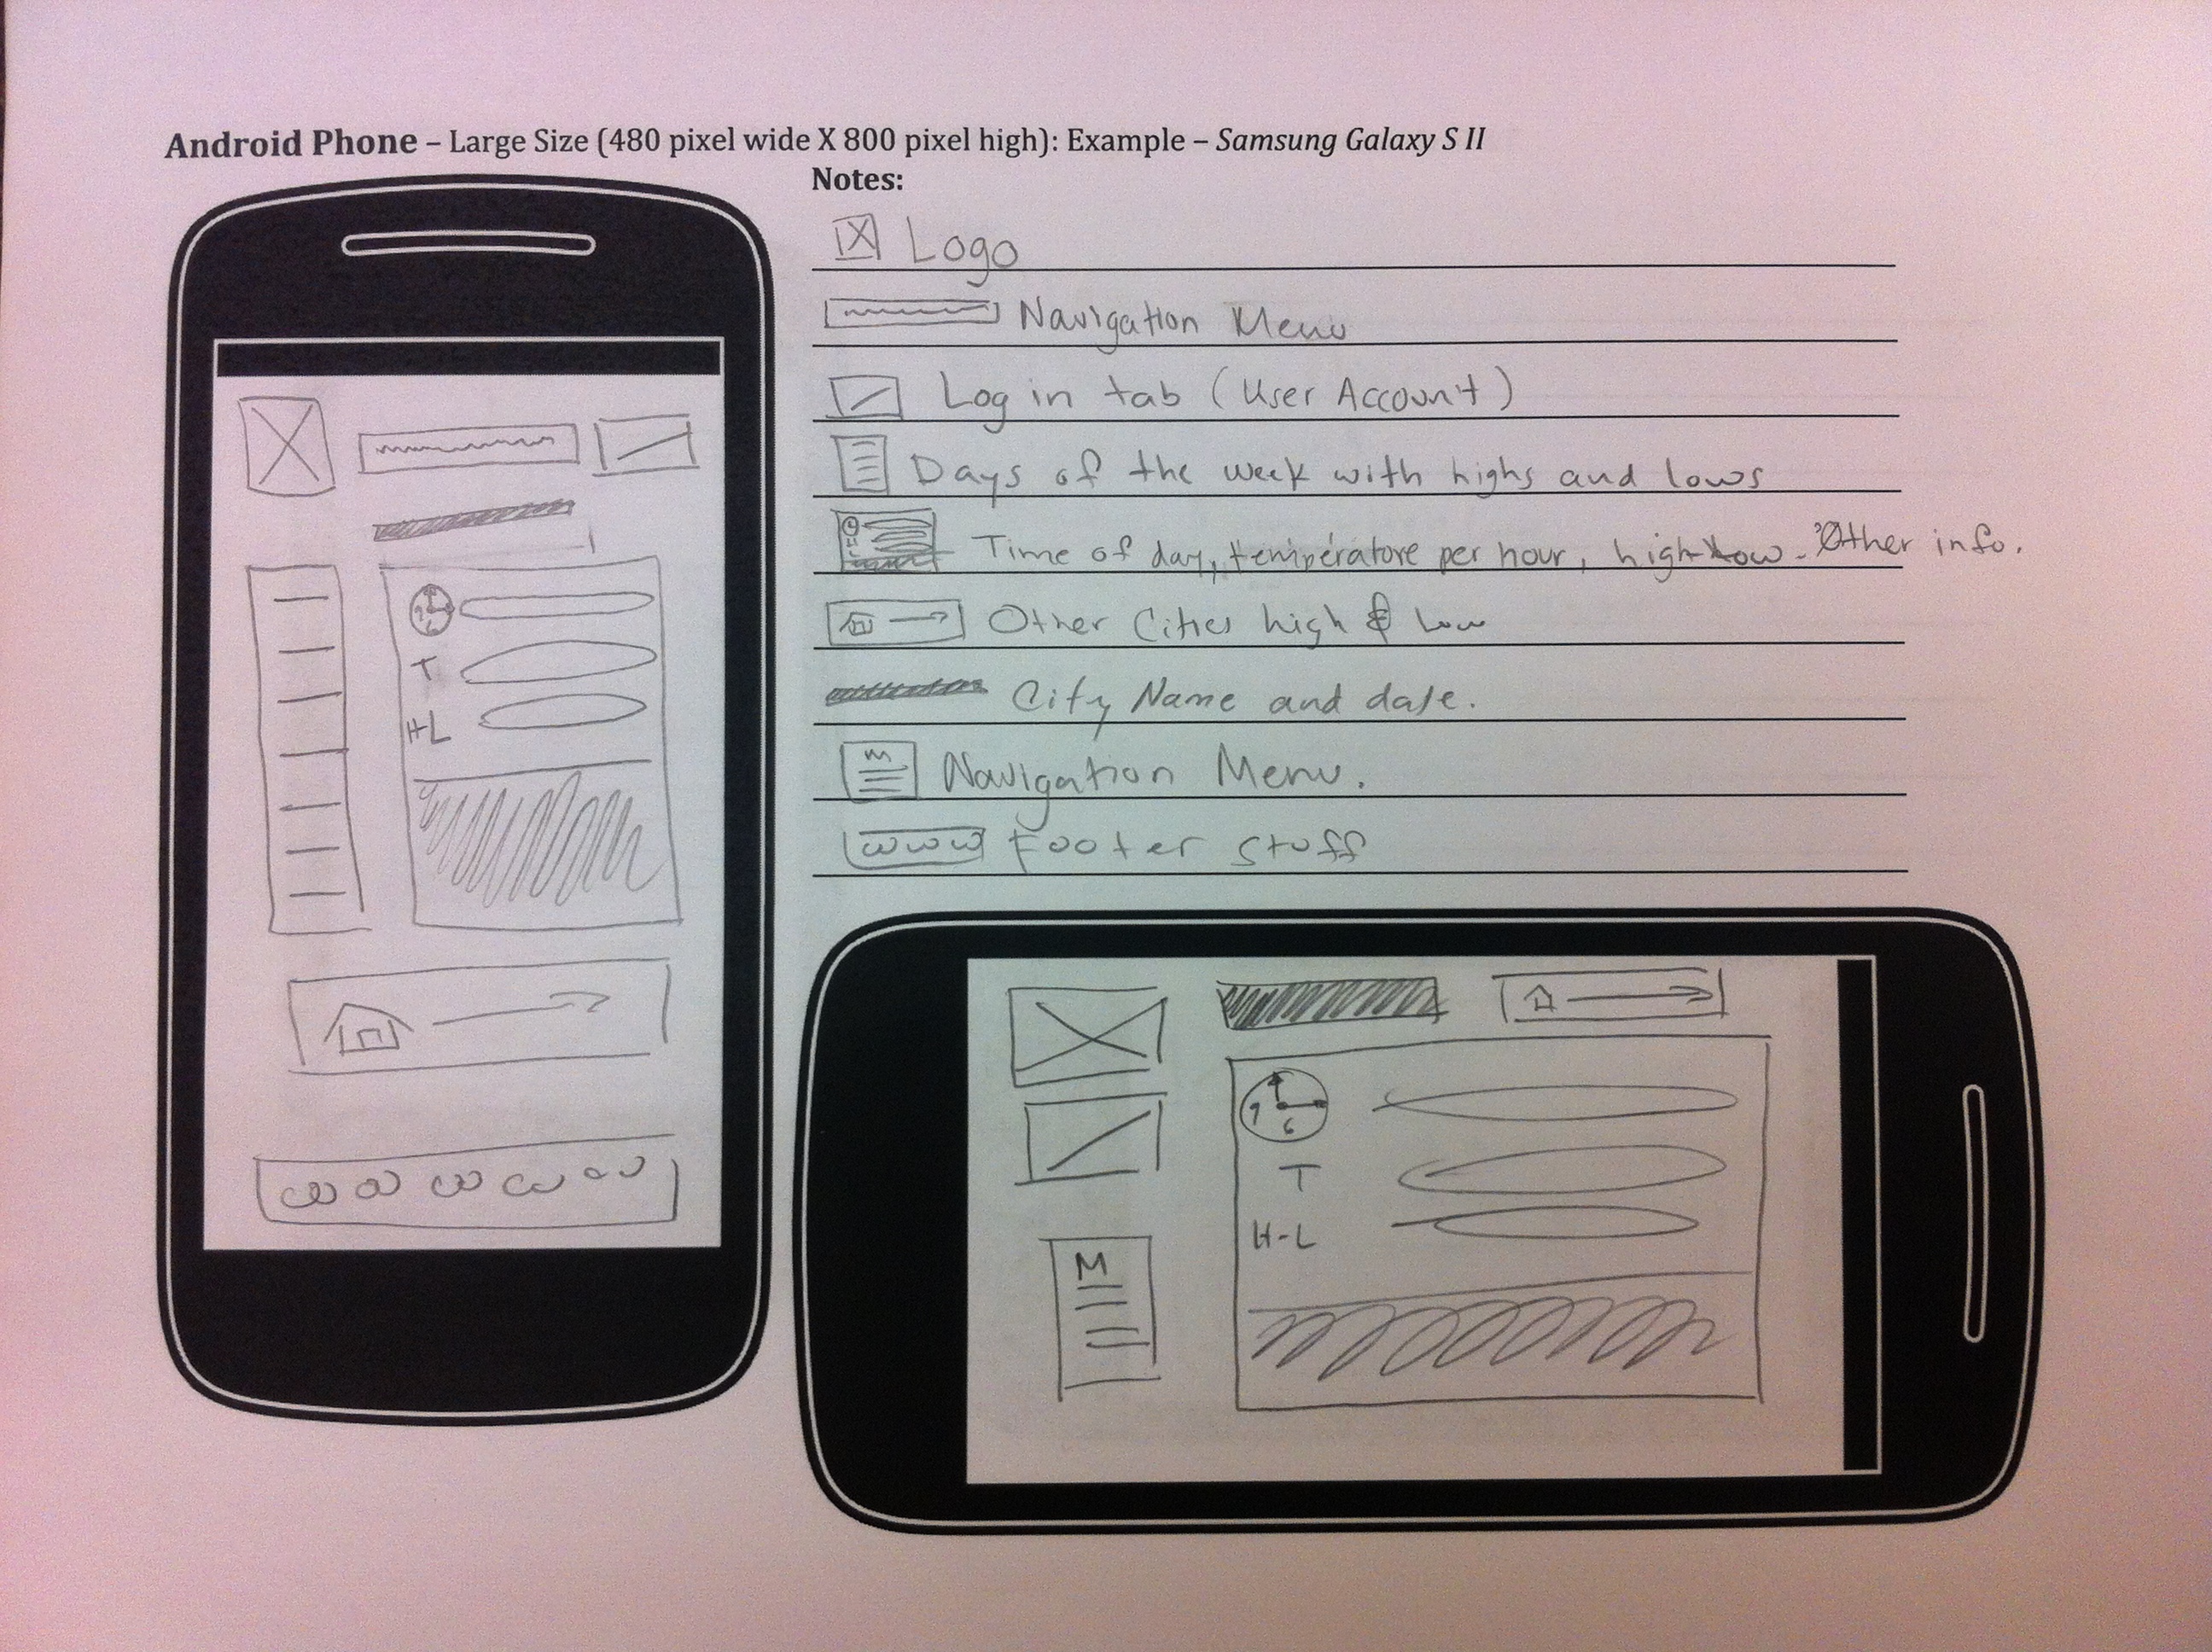 Android Phone – Large Size (480 pixel wide X 800 pixel high): Example – Samsung Galaxy S II
Notes:
Logo
Navigation Menu
Log in tab (User Account)
Days of the week with highs and lows
Time of day, temperature per hour, high-low. Other info.
Other Cities high & low
City Name and date.
M Navigation Menu.
Footer Stuff
T
H-L
M
T
H-L